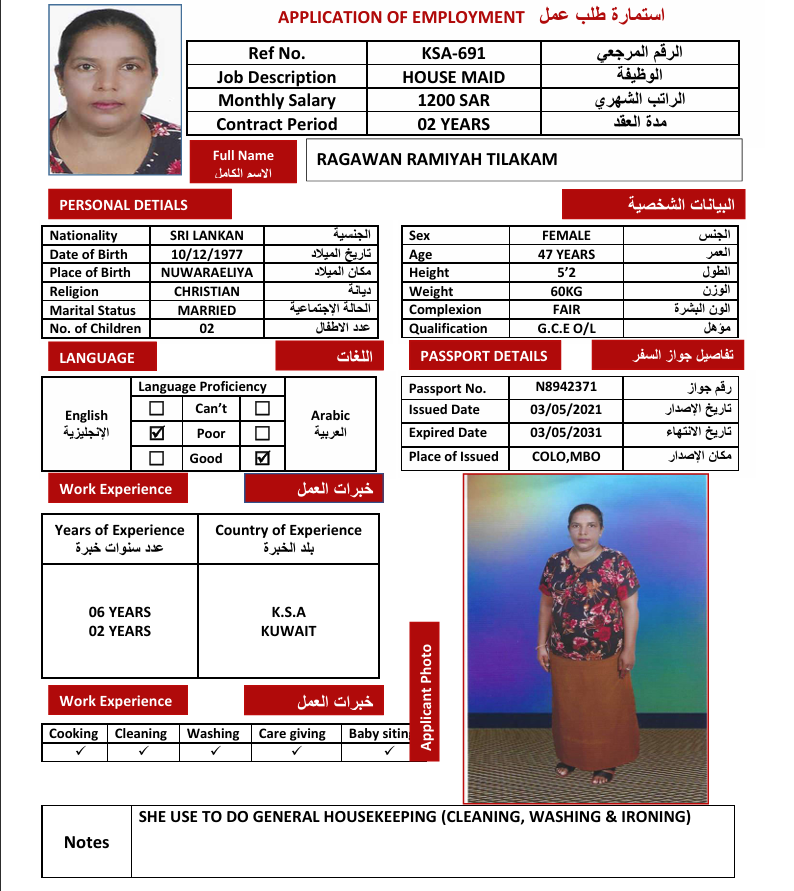 APPLICATION OF EMPLOYMENT استمارة طلب عمل
Ref No. KSA-691 الرقم المرجعي
Job Description HOUSE MAID الوظيفة
Monthly Salary 1200 SAR الراتب الشهري
Contract Period 02 YEARS مدة العقد
Full Name RAGAWAN RAMIYAH TILAKAM
الاسم الكامل
PERSONAL DETIALS البيانات الشخصية
Nationality SRI LANKAN الجنسية
Date of Birth 10/12/1977 تاريخ الميلاد
Place of Birth NUWARAELIYA مكان الميلاد
Religion CHRISTIAN ديانة
Marital Status MARRIED الحالة الإجتماعية
No. of Children 02 عدد الاطفال
Sex FEMALE الجنس
Age 47 YEARS العمر
Height 5’2 الطول
Weight 60KG الوزن
Complexion FAIR الون البشرة
Qualification G.C.E O/L مؤهل
LANGUAGE اللغات
Language Proficiency
English الإنجليزية
☐ Can’t ☐
☑ Poor ☐
☐ Good ☑
Arabic العربية
PASSPORT DETAILS تفاصيل جواز السفر
Passport No. N8942371 رقم جواز
Issued Date 03/05/2021 تاريخ الإصدار
Expired Date 03/05/2031 تاريخ الانتهاء
Place of Issued COLO,MBO مكان الإصدار
Work Experience خبرات العمل
Years of Experience Country of Experience
عدد سنوات خبرة بلد الخبرة
06 YEARS K.S.A
02 YEARS KUWAIT
Applicant Photo
Work Experience خبرات العمل
Cooking Cleaning Washing Care giving Baby sitin
✓ ✓ ✓ ✓ ✓
Notes SHE USE TO DO GENERAL HOUSEKEEPING (CLEANING, WASHING & IRONING)